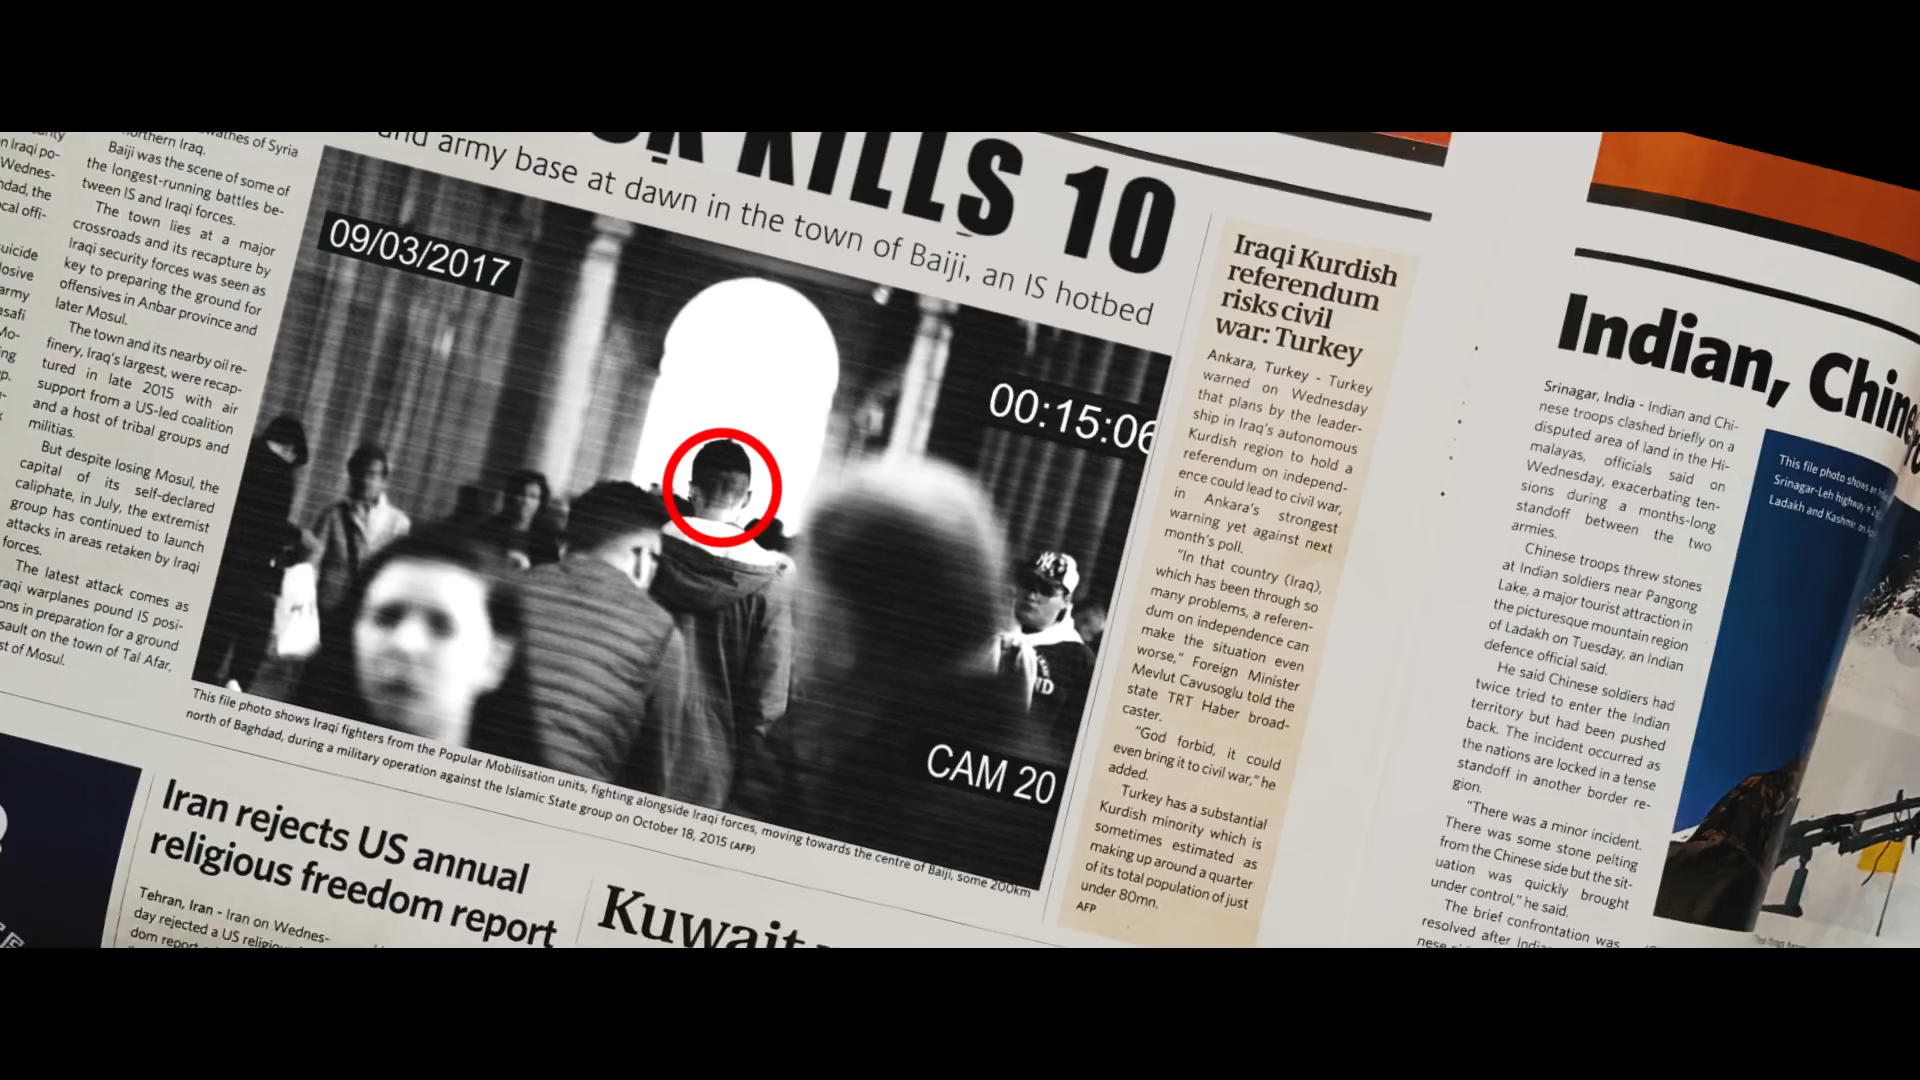 KILLS 10
and army base at dawn in the town of Baiji, an IS hotbed
swathes of Syria
northern Iraq.
Baiji was the scene of some of
the longest-running battles be-
tween IS and Iraqi forces.
The town lies at a major
crossroads and its recapture by
Iraqi security forces was seen as
key to preparing the ground for
offensives in Anbar province and
later Mosul.
The town and its nearby oil re-
finery, Iraq's largest, were recap-
tured in late 2015 with air
support from a US-led coalition
and a host of tribal groups and
militias.
But despite losing Mosul, the
capital of its self-declared
caliphate, in July, the extremist
group has continued to launch
attacks in areas retaken by Iraqi
forces.
The latest attack comes as
Iraqi warplanes pound IS posi-
ons in preparation for a ground
sault on the town of Tal Afar,
st of Mosul.
09/03/2017
00:15:06
CAM 20
This file photo shows Iraqi fighters from the Popular Mobilisation units, fighting alongside Iraqi forces, moving towards the centre of Baiji, some 200km
north of Baghdad, during a military operation against the Islamic State group on October 18, 2015 (AFP)
Iran rejects US annual
religious freedom report
Tehran, Iran - Iran on Wednes-
day rejected a US religiou
dom report
Kuwait
Iraqi Kurdish
referendum
risks civil
war: Turkey
Ankara, Turkey - Turkey
warned on Wednesday
that plans by the leader-
ship in Iraq's autonomous
Kurdish region to hold a
referendum on independ-
ence could lead to civil war,
in Ankara's strongest
warning yet against next
month's poll.
"In that country (Iraq),
which has been through so
many problems, a referen-
dum on independence can
make the situation even
worse," Foreign Minister
Mevlut Cavusoglu told the
state TRT Haber broad-
caster.
"God forbid, it could
even bring it to civil war," he
added.
Turkey has a substantial
Kurdish minority which is
sometimes estimated as
making up around a quarter
of its total population of just
under 80mn.
AFP
Indian, Chine
Srinagar, India - Indian and Chi-
nese troops clashed briefly on a
disputed area of land in the Hi-
malayas, officials said on
Wednesday, exacerbating ten-
sions during a months-long
standoff between the two
armies.
Chinese troops threw stones
at Indian soldiers near Pangong
Lake, a major tourist attraction in
the picturesque mountain region
of Ladakh on Tuesday, an Indian
defence official said.
He said Chinese soldiers had
twice tried to enter the Indian
territory but had been pushed
back. The incident occurred as
the nations are locked in a tense
standoff in another border re-
gion.
"There was a minor incident.
There was some stone pelting
from the Chinese side but the sit-
uation was quickly brought
under control," he said.
The brief confrontation was
resolved after India
This file photo shows an
Srinagar-Leh highway in
Ladakh and Kashmir on